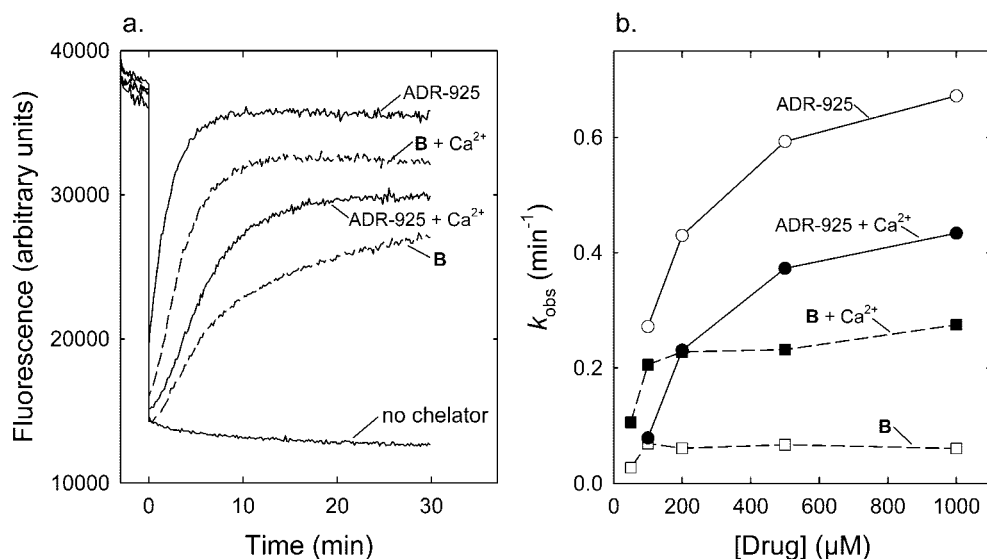 a.
Fluorescence (arbitrary units)
40000
30000
20000
10000
ADR-925
B + Ca²⁺
ADR-925 + Ca²⁺
B
no chelator
0
10
20
30
Time (min)
b.
k_obs (min⁻¹)
0.6
0.4
0.2
0.0
ADR-925
ADR-925 + Ca²⁺
B + Ca²⁺
B
0
200
400
600
800
1000
[Drug] (µM)